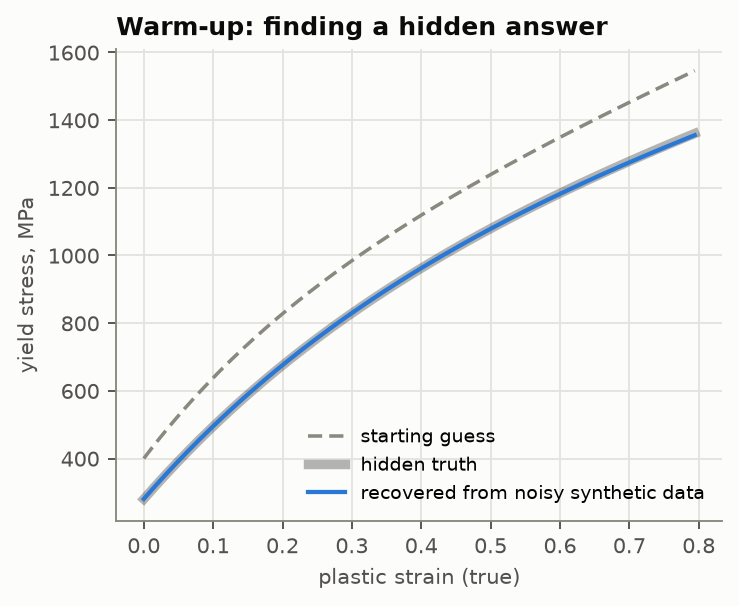 Warm-up: finding a hidden answer
yield stress, MPa
1600
1400
1200
1000
800
600
400
starting guess
hidden truth
recovered from noisy synthetic data
0.0 0.1 0.2 0.3 0.4 0.5 0.6 0.7 0.8
plastic strain (true)